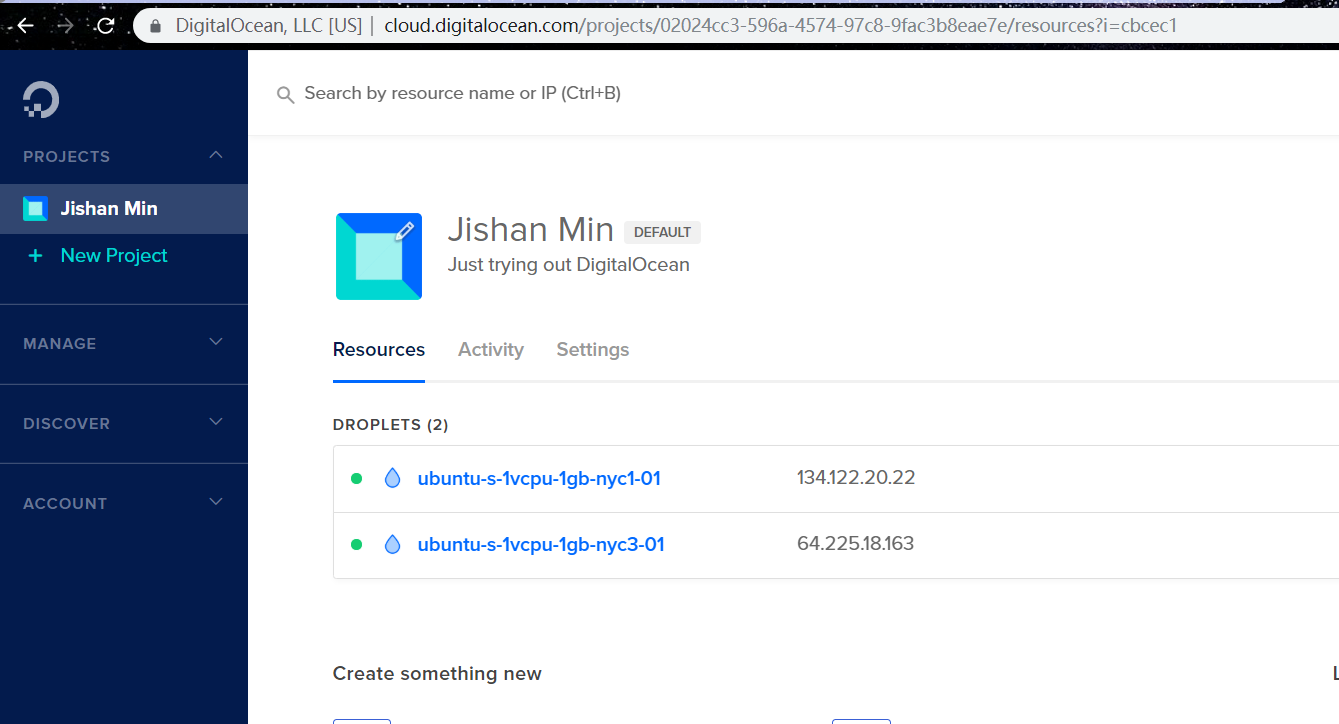 DigitalOcean, LLC [US] | cloud.digitalocean.com/projects/02024cc3-596a-4574-97c8-9fac3b8eae7e/resources?i=cbcec1
Search by resource name or IP (Ctrl+B)
PROJECTS
Jishan Min
+ New Project
MANAGE
DISCOVER
ACCOUNT
Jishan Min DEFAULT
Just trying out DigitalOcean
Resources Activity Settings
DROPLETS (2)
ubuntu-s-1vcpu-1gb-nyc1-01 134.122.20.22
ubuntu-s-1vcpu-1gb-nyc3-01 64.225.18.163
Create something new